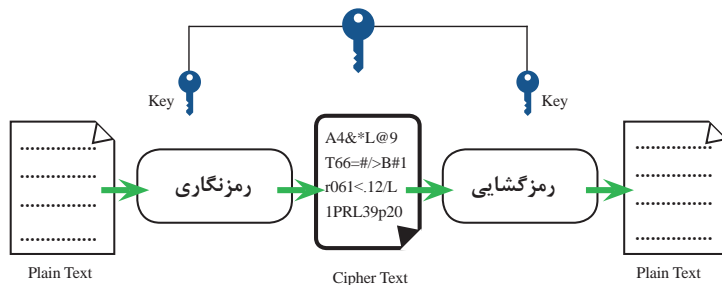 Key
Key
A4&*L@9
T66=#/>B#1
r061<.12/L
1PRL39p20
رمزنگاری
رمزگشایی
Plain Text
Cipher Text
Plain Text